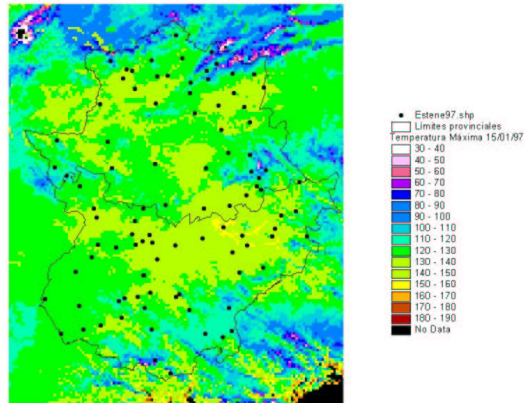 Estene97.shp
Límites provinciales
Temperatura Máxima 15/01/97
30 - 40
40 - 50
50 - 60
60 - 70
70 - 80
80 - 90
90 - 100
100 - 110
110 - 120
120 - 130
130 - 140
140 - 150
150 - 160
160 - 170
170 - 180
180 - 190
No Data